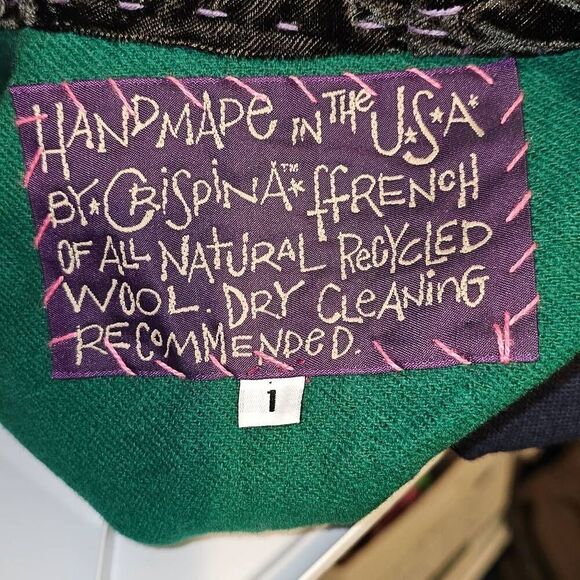 HANDMADe iN THe U*S*A*
BY*CRiSPiNA™*ffRENCH
OF ALL NATURAL ReCYCLeD
WOOL. DRY CLeANiNG
ReCOMMeNDeD.
1